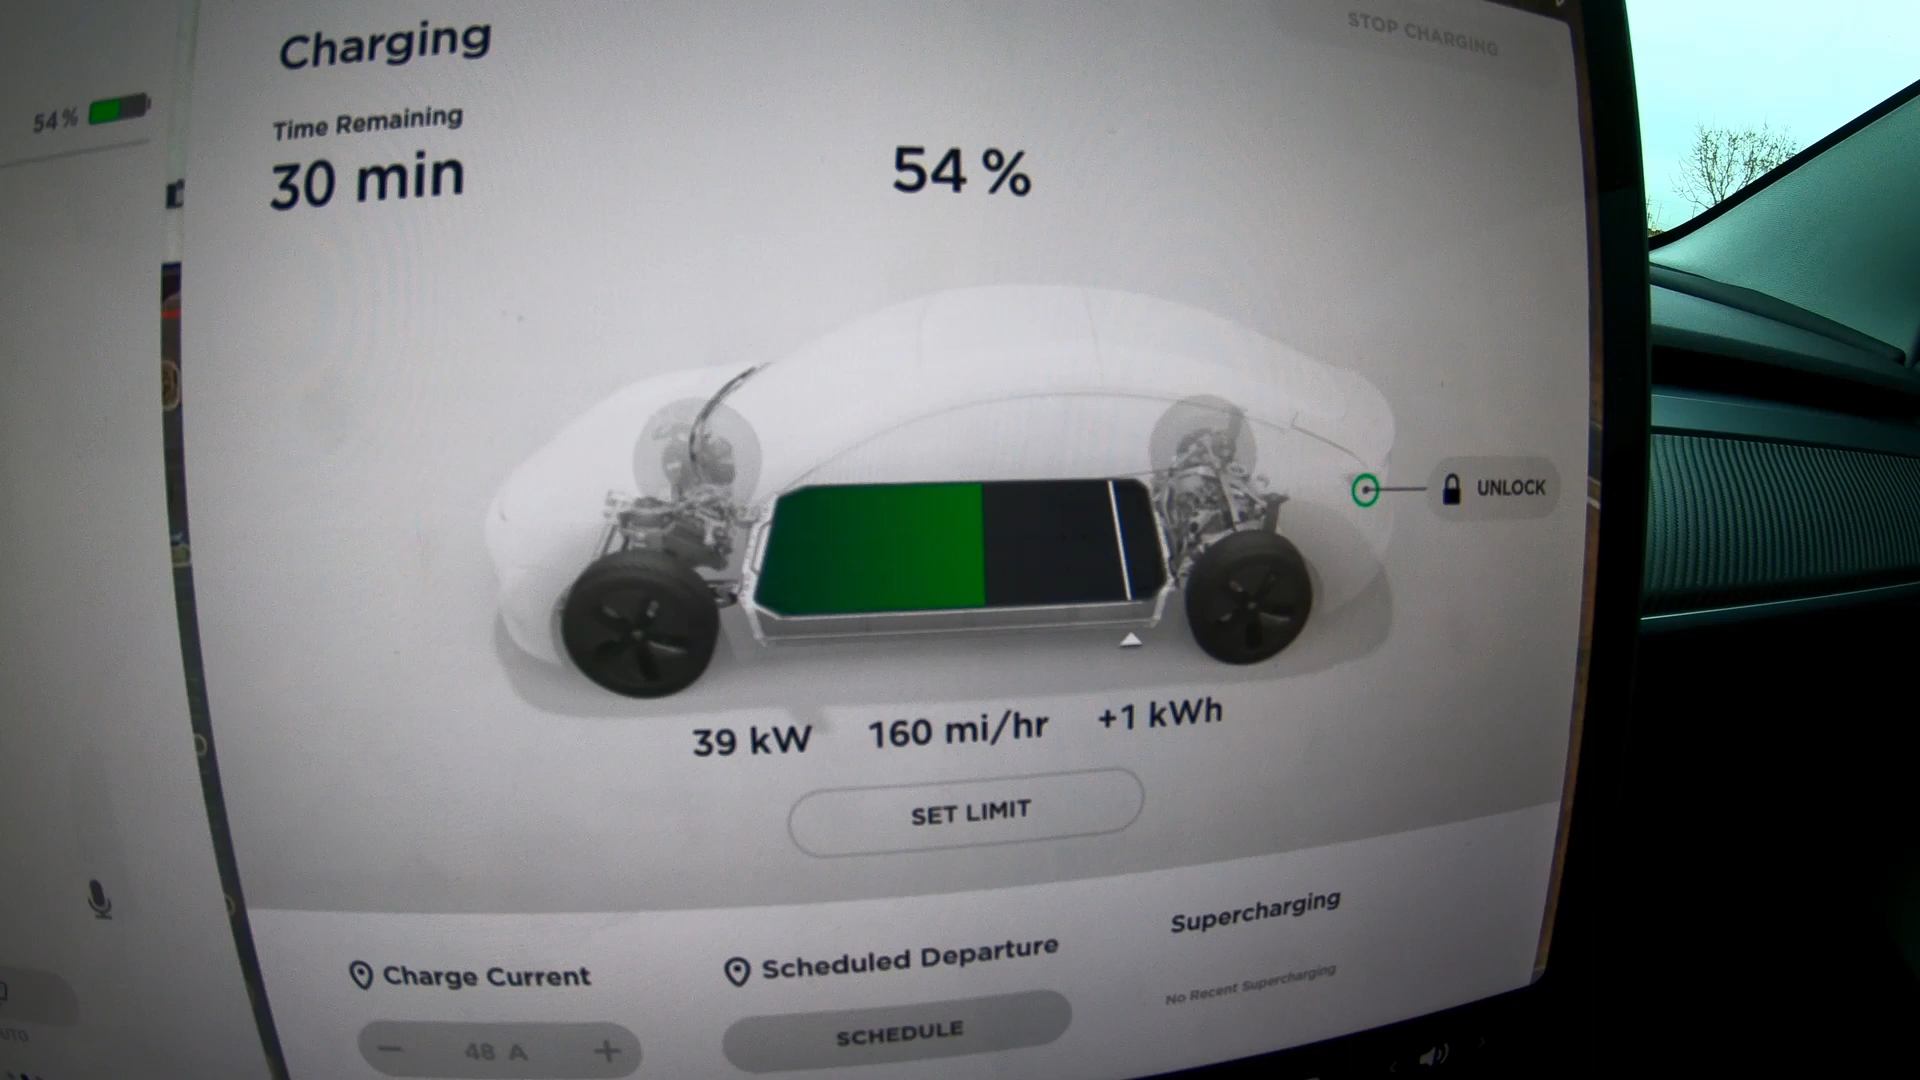 Charging
STOP CHARGING
54%
Time Remaining
30 min
54 %
UNLOCK
39 kW 160 mi/hr +1 kWh
SET LIMIT
Charge Current
Scheduled Departure
Supercharging
No Recent Supercharging
− 48 A +
SCHEDULE